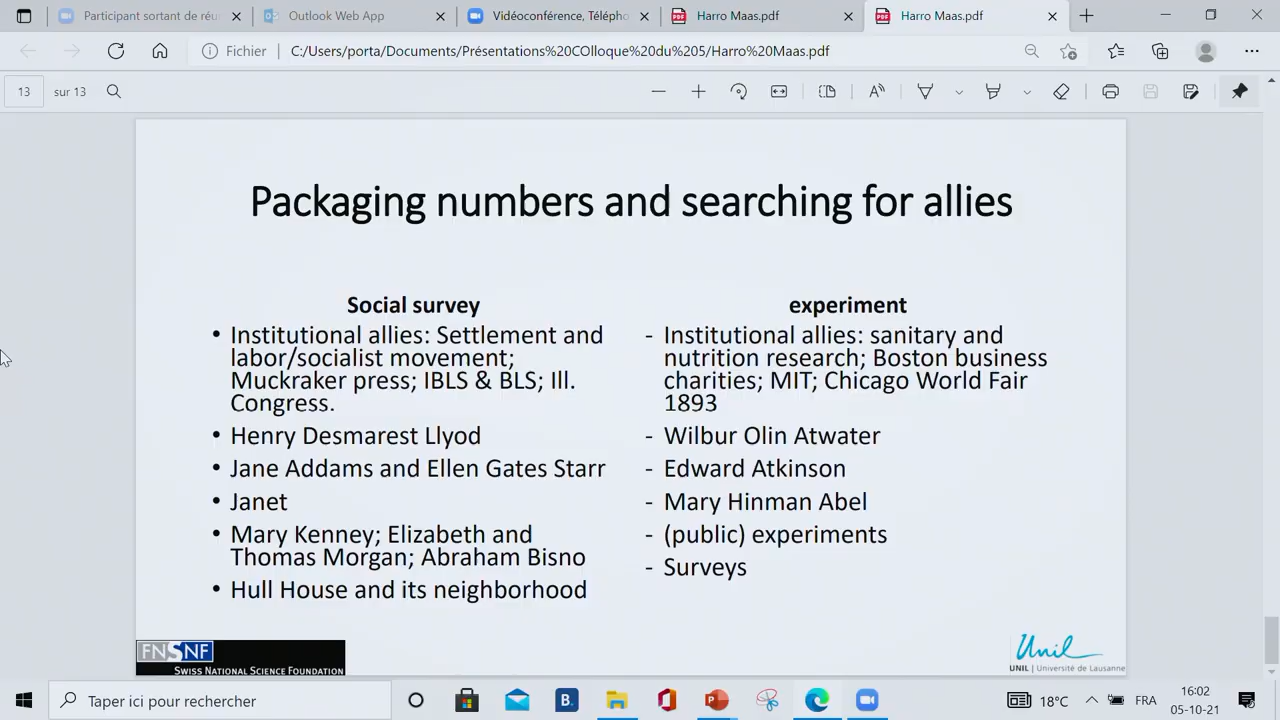 Participant sortant de réu
Outlook Web App
Vidéoconférence, Télépho
Harro Maas.pdf
Harro Maas.pdf
Fichier
C:/Users/porta/Documents/Présentations%20COlloque%20du%205/Harro%20Maas.pdf
13 sur 13
Packaging numbers and searching for allies
Social survey
• Institutional allies: Settlement and
labor/socialist movement;
Muckraker press; IBLS & BLS; Ill.
Congress.
• Henry Desmarest Llyod
• Jane Addams and Ellen Gates Starr
• Janet
• Mary Kenney; Elizabeth and
Thomas Morgan; Abraham Bisno
• Hull House and its neighborhood
experiment
- Institutional allies: sanitary and
nutrition research; Boston business
charities; MIT; Chicago World Fair
1893
- Wilbur Olin Atwater
- Edward Atkinson
- Mary Hinman Abel
- (public) experiments
- Surveys
FNSNF
SWISS NATIONAL SCIENCE FOUNDATION
Unil
UNIL | Université de Lausanne
Taper ici pour rechercher
B.
18°C
FRA
16:02
05-10-21